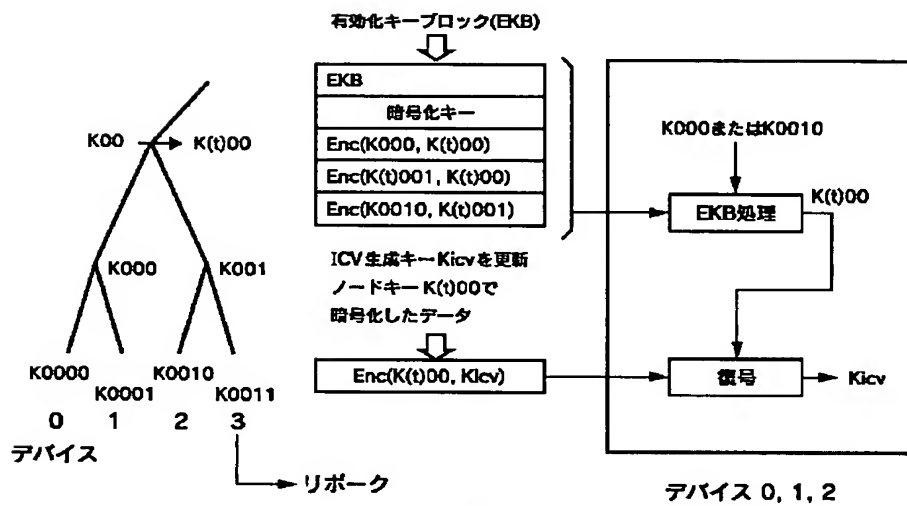 有効化キーブロック(EKB)
EKB
暗号化キー
Enc(K000, K(t)00)
Enc(K(t)001, K(t)00)
Enc(K0010, K(t)001)
K00
K(t)00
K000
K001
K0000
K0001
K0010
K0011
0 1 2 3
デバイス
リボーク
ICV生成キーKicvを更新
ノードキーK(t)00で
暗号化したデータ
Enc(K(t)00, Kicv)
K000またはK0010
EKB処理
K(t)00
復号
Kicv
デバイス 0, 1, 2